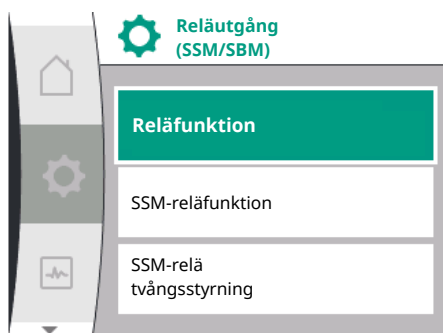 Reläutgång
(SSM/SBM)
Reläfunktion
SSM-reläfunktion
SSM-relä
tvångsstyrning